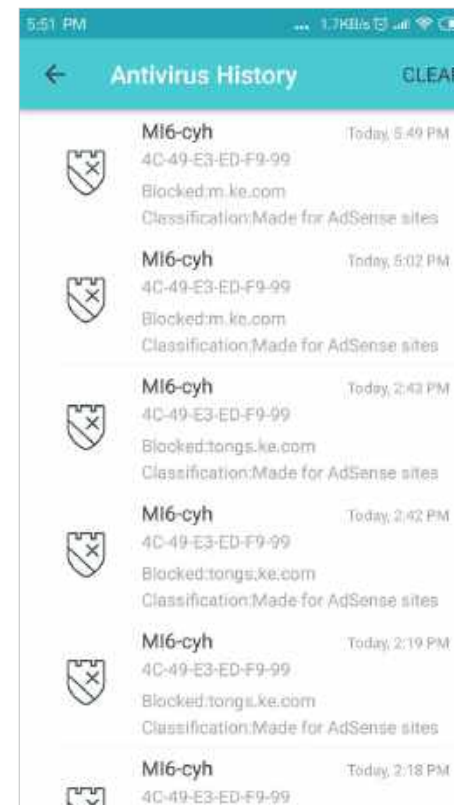 5:51 PM ... 1.7KB/s
Antivirus History CLEAR
MI6-cyh Today, 5:49 PM
4C-49-E3-ED-F9-99
Blocked:m.ke.com
Classification:Made for AdSense sites
MI6-cyh Today, 5:02 PM
4C-49-E3-ED-F9-99
Blocked:m.ke.com
Classification:Made for AdSense sites
MI6-cyh Today, 2:43 PM
4C-49-E3-ED-F9-99
Blocked:tongs.ke.com
Classification:Made for AdSense sites
MI6-cyh Today, 2:42 PM
4C-49-E3-ED-F9-99
Blocked:tongs.ke.com
Classification:Made for AdSense sites
MI6-cyh Today, 2:19 PM
4C-49-E3-ED-F9-99
Blocked:tongs.ke.com
Classification:Made for AdSense sites
MI6-cyh Today, 2:18 PM
4C-49-E3-ED-F9-99